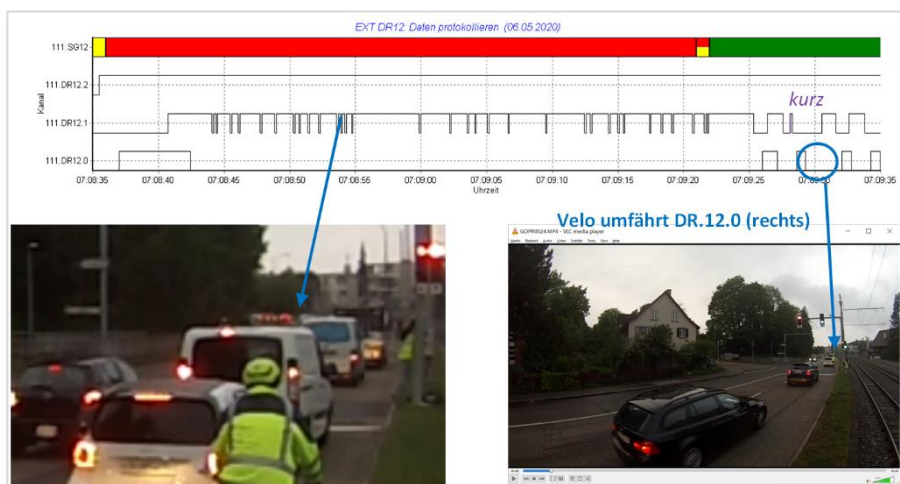 EXT DR12: Daten protokollieren (06.05.2020)
111.SG12
111.DR12.2
kurz
111.DR12.1
111.DR12.0
Kanal
07:08:35 07:08:40 07:08:45 07:08:50 07:08:55 07:09:00 07:09:05 07:09:10 07:09:15 07:09:20 07:09:25 07:09:30 07:09:35
Uhrzeit
Velo umfährt DR.12.0 (rechts)
GOPR0024.MP4 - VLC media player